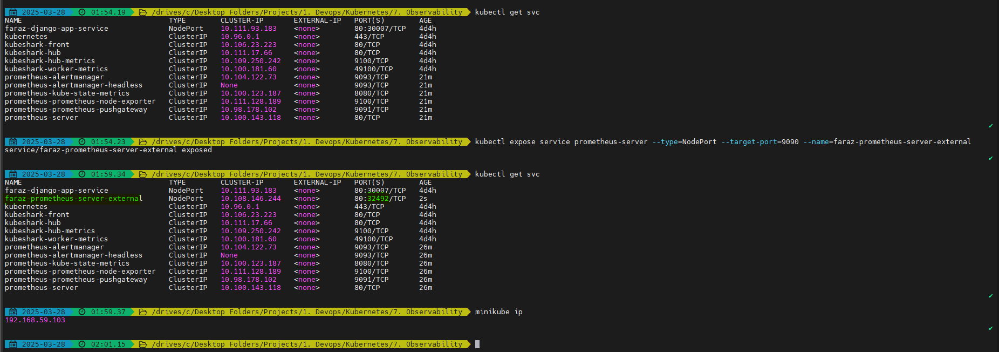 2025-03-28 01:54.19 /drives/c/Desktop Folders/Projects/1. Devops/Kubernetes/7. Observability kubectl get svc
NAME TYPE CLUSTER-IP EXTERNAL-IP PORT(S) AGE
faraz-django-app-service NodePort 10.111.93.183 <none> 80:30007/TCP 4d4h
kubernetes ClusterIP 10.96.0.1 <none> 443/TCP 4d4h
kubeshark-front ClusterIP 10.106.23.223 <none> 80/TCP 4d4h
kubeshark-hub ClusterIP 10.111.17.66 <none> 80/TCP 4d4h
kubeshark-hub-metrics ClusterIP 10.109.250.242 <none> 9100/TCP 4d4h
kubeshark-worker-metrics ClusterIP 10.100.181.60 <none> 49100/TCP 4d4h
prometheus-alertmanager ClusterIP 10.104.122.73 <none> 9093/TCP 21m
prometheus-alertmanager-headless ClusterIP None <none> 9093/TCP 21m
prometheus-kube-state-metrics ClusterIP 10.100.123.187 <none> 8080/TCP 21m
prometheus-prometheus-node-exporter ClusterIP 10.111.128.189 <none> 9100/TCP 21m
prometheus-prometheus-pushgateway ClusterIP 10.98.178.102 <none> 9091/TCP 21m
prometheus-server ClusterIP 10.100.143.118 <none> 80/TCP 21m
✔
2025-03-28 01:54.23 /drives/c/Desktop Folders/Projects/1. Devops/Kubernetes/7. Observability kubectl expose service prometheus-server --type=NodePort --target-port=9090 --name=faraz-prometheus-server-external
service/faraz-prometheus-server-external exposed
✔
2025-03-28 01:59.34 /drives/c/Desktop Folders/Projects/1. Devops/Kubernetes/7. Observability kubectl get svc
NAME TYPE CLUSTER-IP EXTERNAL-IP PORT(S) AGE
faraz-django-app-service NodePort 10.111.93.183 <none> 80:30007/TCP 4d4h
faraz-prometheus-server-external NodePort 10.108.146.244 <none> 80:32492/TCP 2s
kubernetes ClusterIP 10.96.0.1 <none> 443/TCP 4d4h
kubeshark-front ClusterIP 10.106.23.223 <none> 80/TCP 4d4h
kubeshark-hub ClusterIP 10.111.17.66 <none> 80/TCP 4d4h
kubeshark-hub-metrics ClusterIP 10.109.250.242 <none> 9100/TCP 4d4h
kubeshark-worker-metrics ClusterIP 10.100.181.60 <none> 49100/TCP 4d4h
prometheus-alertmanager ClusterIP 10.104.122.73 <none> 9093/TCP 26m
prometheus-alertmanager-headless ClusterIP None <none> 9093/TCP 26m
prometheus-kube-state-metrics ClusterIP 10.100.123.187 <none> 8080/TCP 26m
prometheus-prometheus-node-exporter ClusterIP 10.111.128.189 <none> 9100/TCP 26m
prometheus-prometheus-pushgateway ClusterIP 10.98.178.102 <none> 9091/TCP 26m
prometheus-server ClusterIP 10.100.143.118 <none> 80/TCP 26m
✔
2025-03-28 01:59.37 /drives/c/Desktop Folders/Projects/1. Devops/Kubernetes/7. Observability minikube ip
192.168.59.103
✔
2025-03-28 02:01.15 /drives/c/Desktop Folders/Projects/1. Devops/Kubernetes/7. Observability